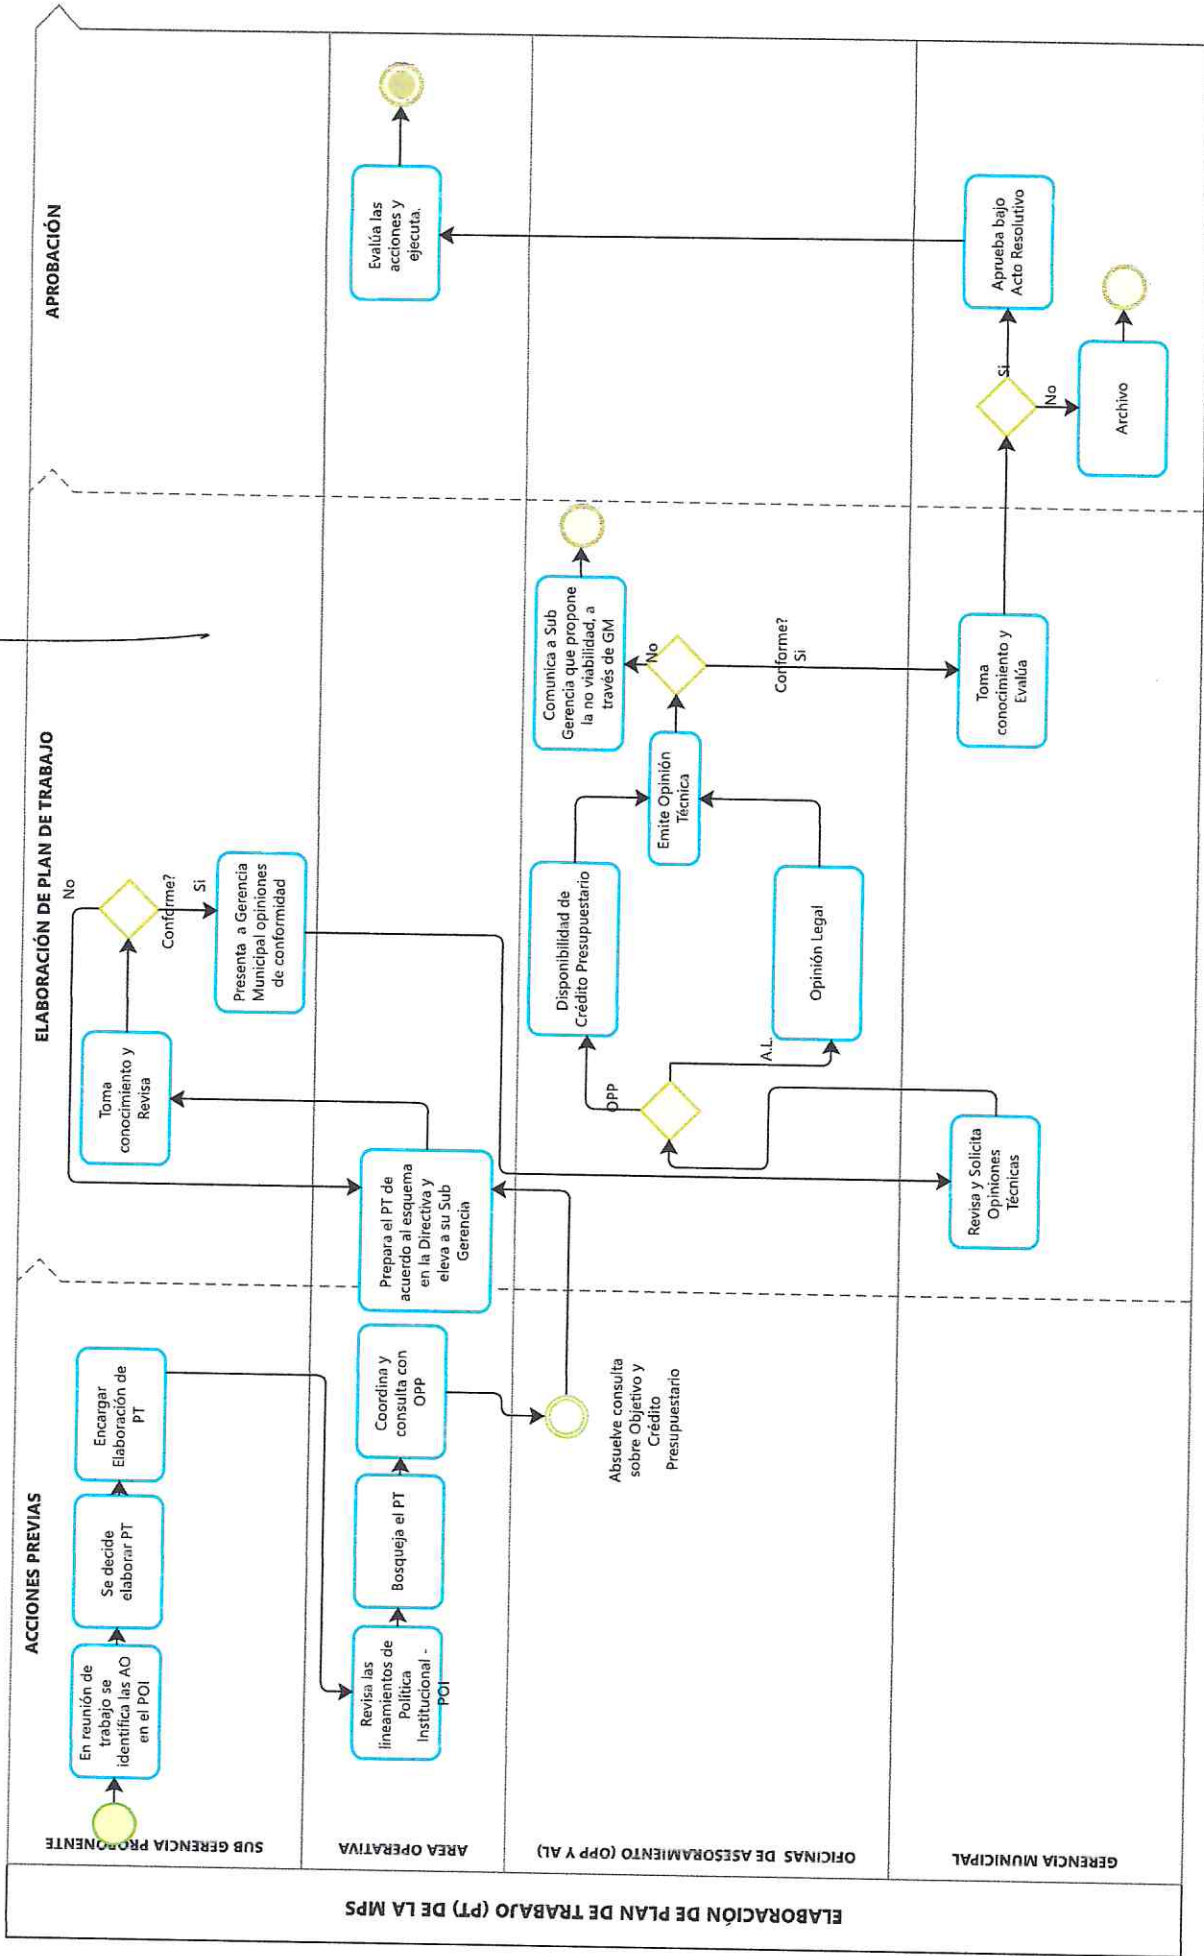 ELABORACIÓN DE PLAN DE TRABAJO (PT) DE LA MPS
ACCIONES PREVIAS
ELABORACIÓN DE PLAN DE TRABAJO
APROBACIÓN
SUB GERENCIA PROPONENTE
En reunión de
trabajo se
identifica las AO
en el POI
Se decide
elaborar PT
Encargar
Elaboración de
PT
Toma
conocimiento y
Revisa
No
Conforme?
Si
Presenta a Gerencia
Municipal opiniones
de conformidad
AREA OPERATIVA
Revisa las
lineamientos de
Política
Institucional -
POI
Bosqueja el PT
Coordina y
consulta con
OPP
Prepara el PT de
acuerdo al esquema
en la Directiva y
eleva a su Sub
Gerencia
Evalúa las
acciones y
ejecuta.
OFICINAS DE ASESORAMIENTO (OPP Y AL)
Absuelve consulta
sobre Objetivo y
Crédito
Presupuestario
OPP
A.L.
Disponibilidad de
Crédito Presupuestario
Opinión Legal
Emite Opinión
Técnica
No
Comunica a Sub
Gerencia que propone
la no viabilidad, a
través de GM
Conforme?
Si
GERENCIA MUNICIPAL
Revisa y Solicita
Opiniones
Técnicas
Toma
conocimiento y
Evalúa
Si
No
Aprueba bajo
Acto Resolutivo
Archivo